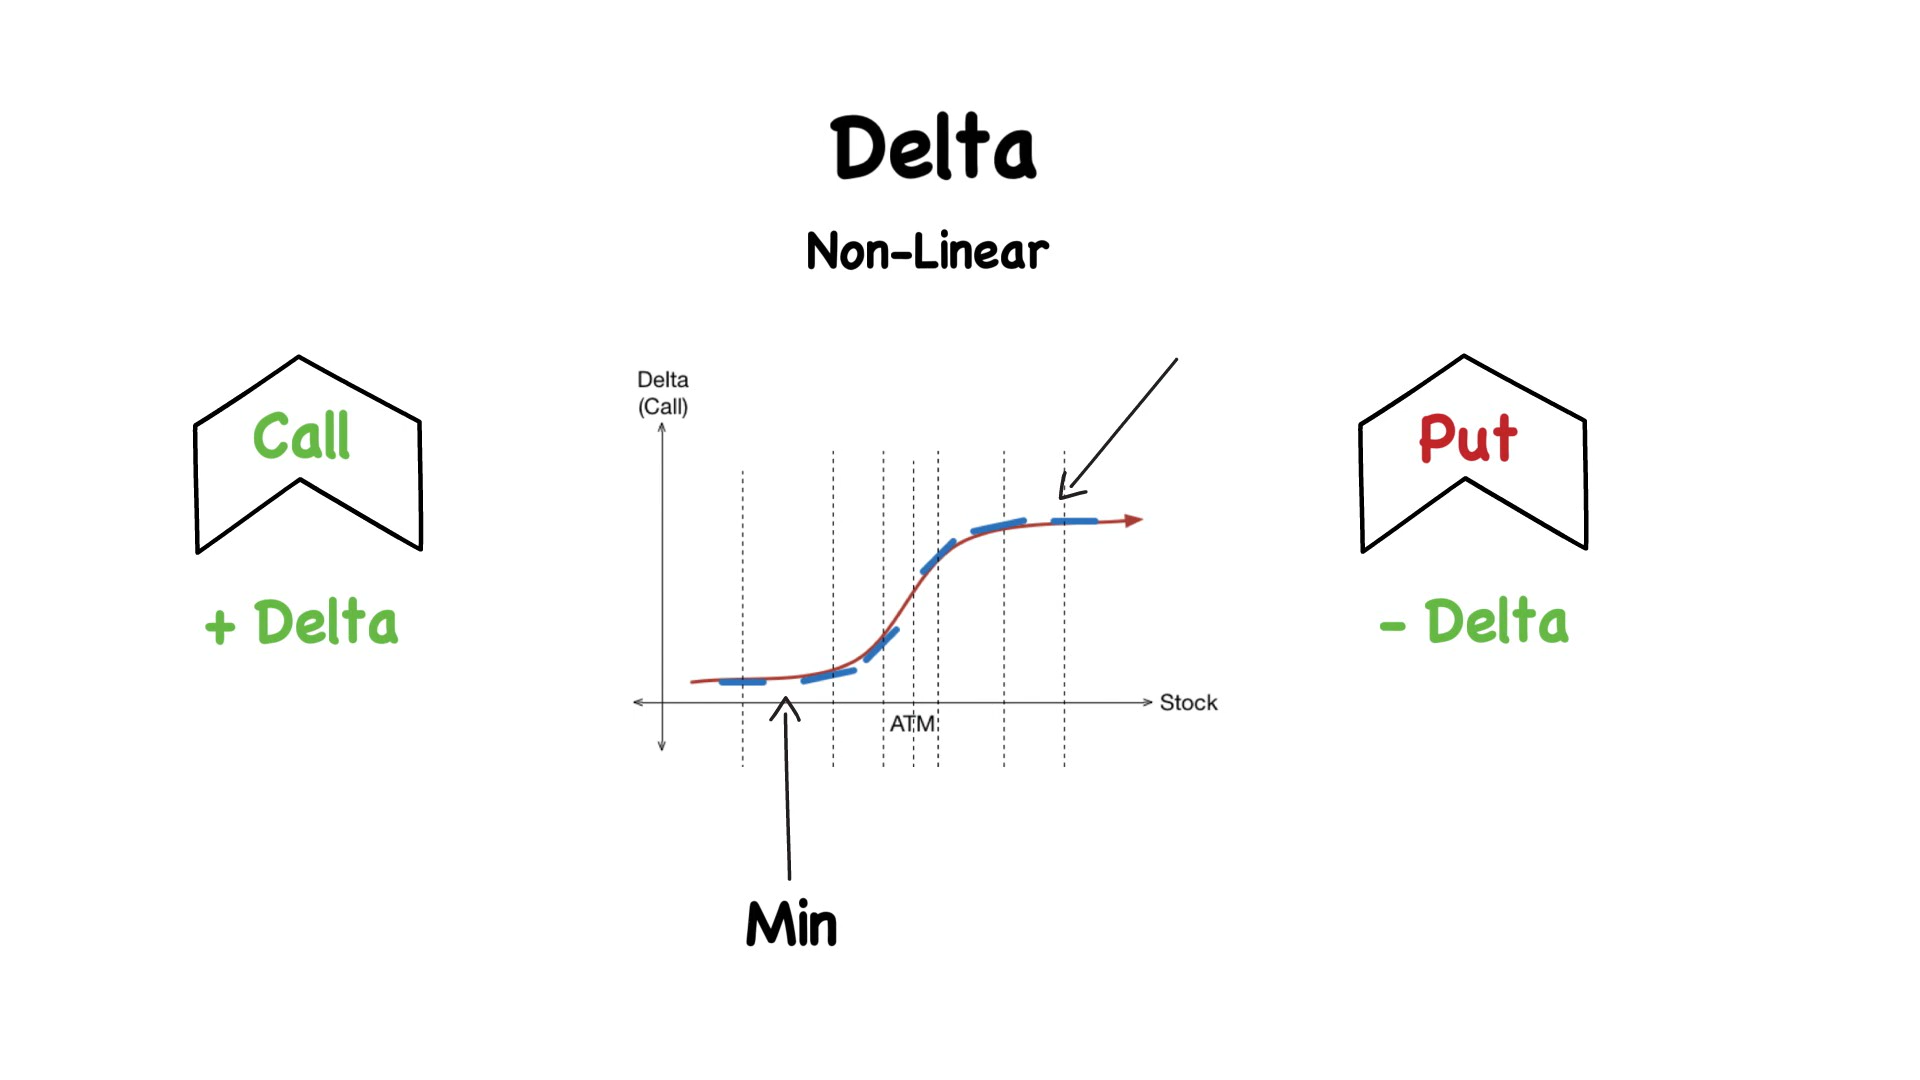 Delta
Non-Linear
Call
+ Delta
Delta
(Call)
Stock
ATM
Min
Put
- Delta